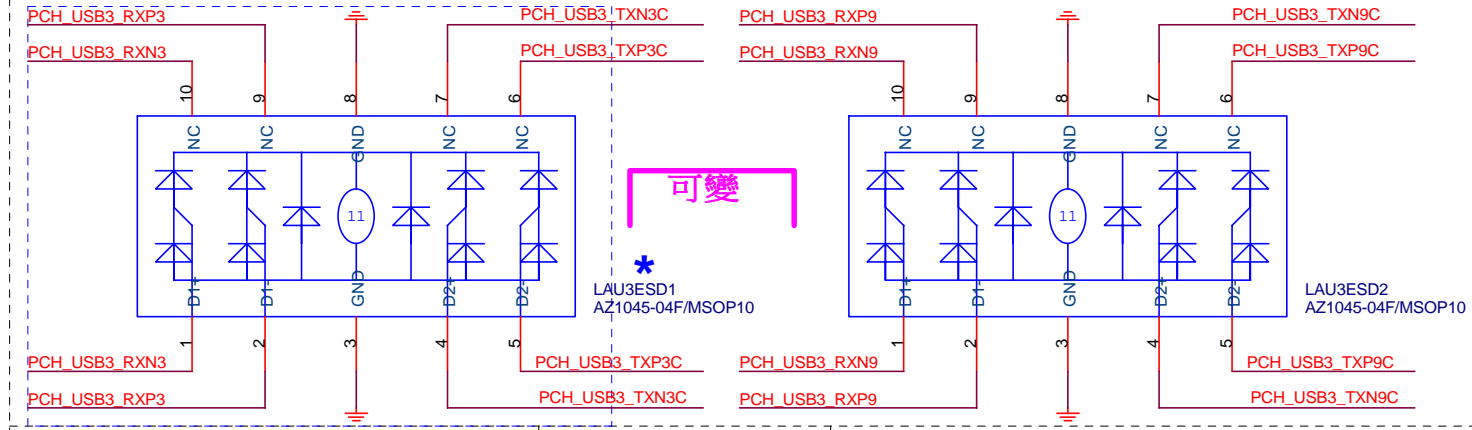 PCH_USB3_RXP3
PCH_USB3_TXN3C
PCH_USB3_RXP9
PCH_USB3_TXN9C
PCH_USB3_RXN3
PCH_USB3_TXP3C
PCH_USB3_RXN9
PCH_USB3_TXP9C
10
9
8
7
6
10
9
8
7
6
NC
NC
GND
NC
NC
NC
NC
GND
NC
NC
可變
11
11
*
LAU3ESD1
AZ1045-04F/MSOP10
LAU3ESD2
AZ1045-04F/MSOP10
D1+
D1-
GND
D2+
D2-
D1+
D1-
GND
D2+
D2-
1
2
3
4
5
1
2
3
4
5
PCH_USB3_RXN3
PCH_USB3_TXP3C
PCH_USB3_RXN9
PCH_USB3_TXP9C
PCH_USB3_RXP3
PCH_USB3_TXN3C
PCH_USB3_RXP9
PCH_USB3_TXN9C